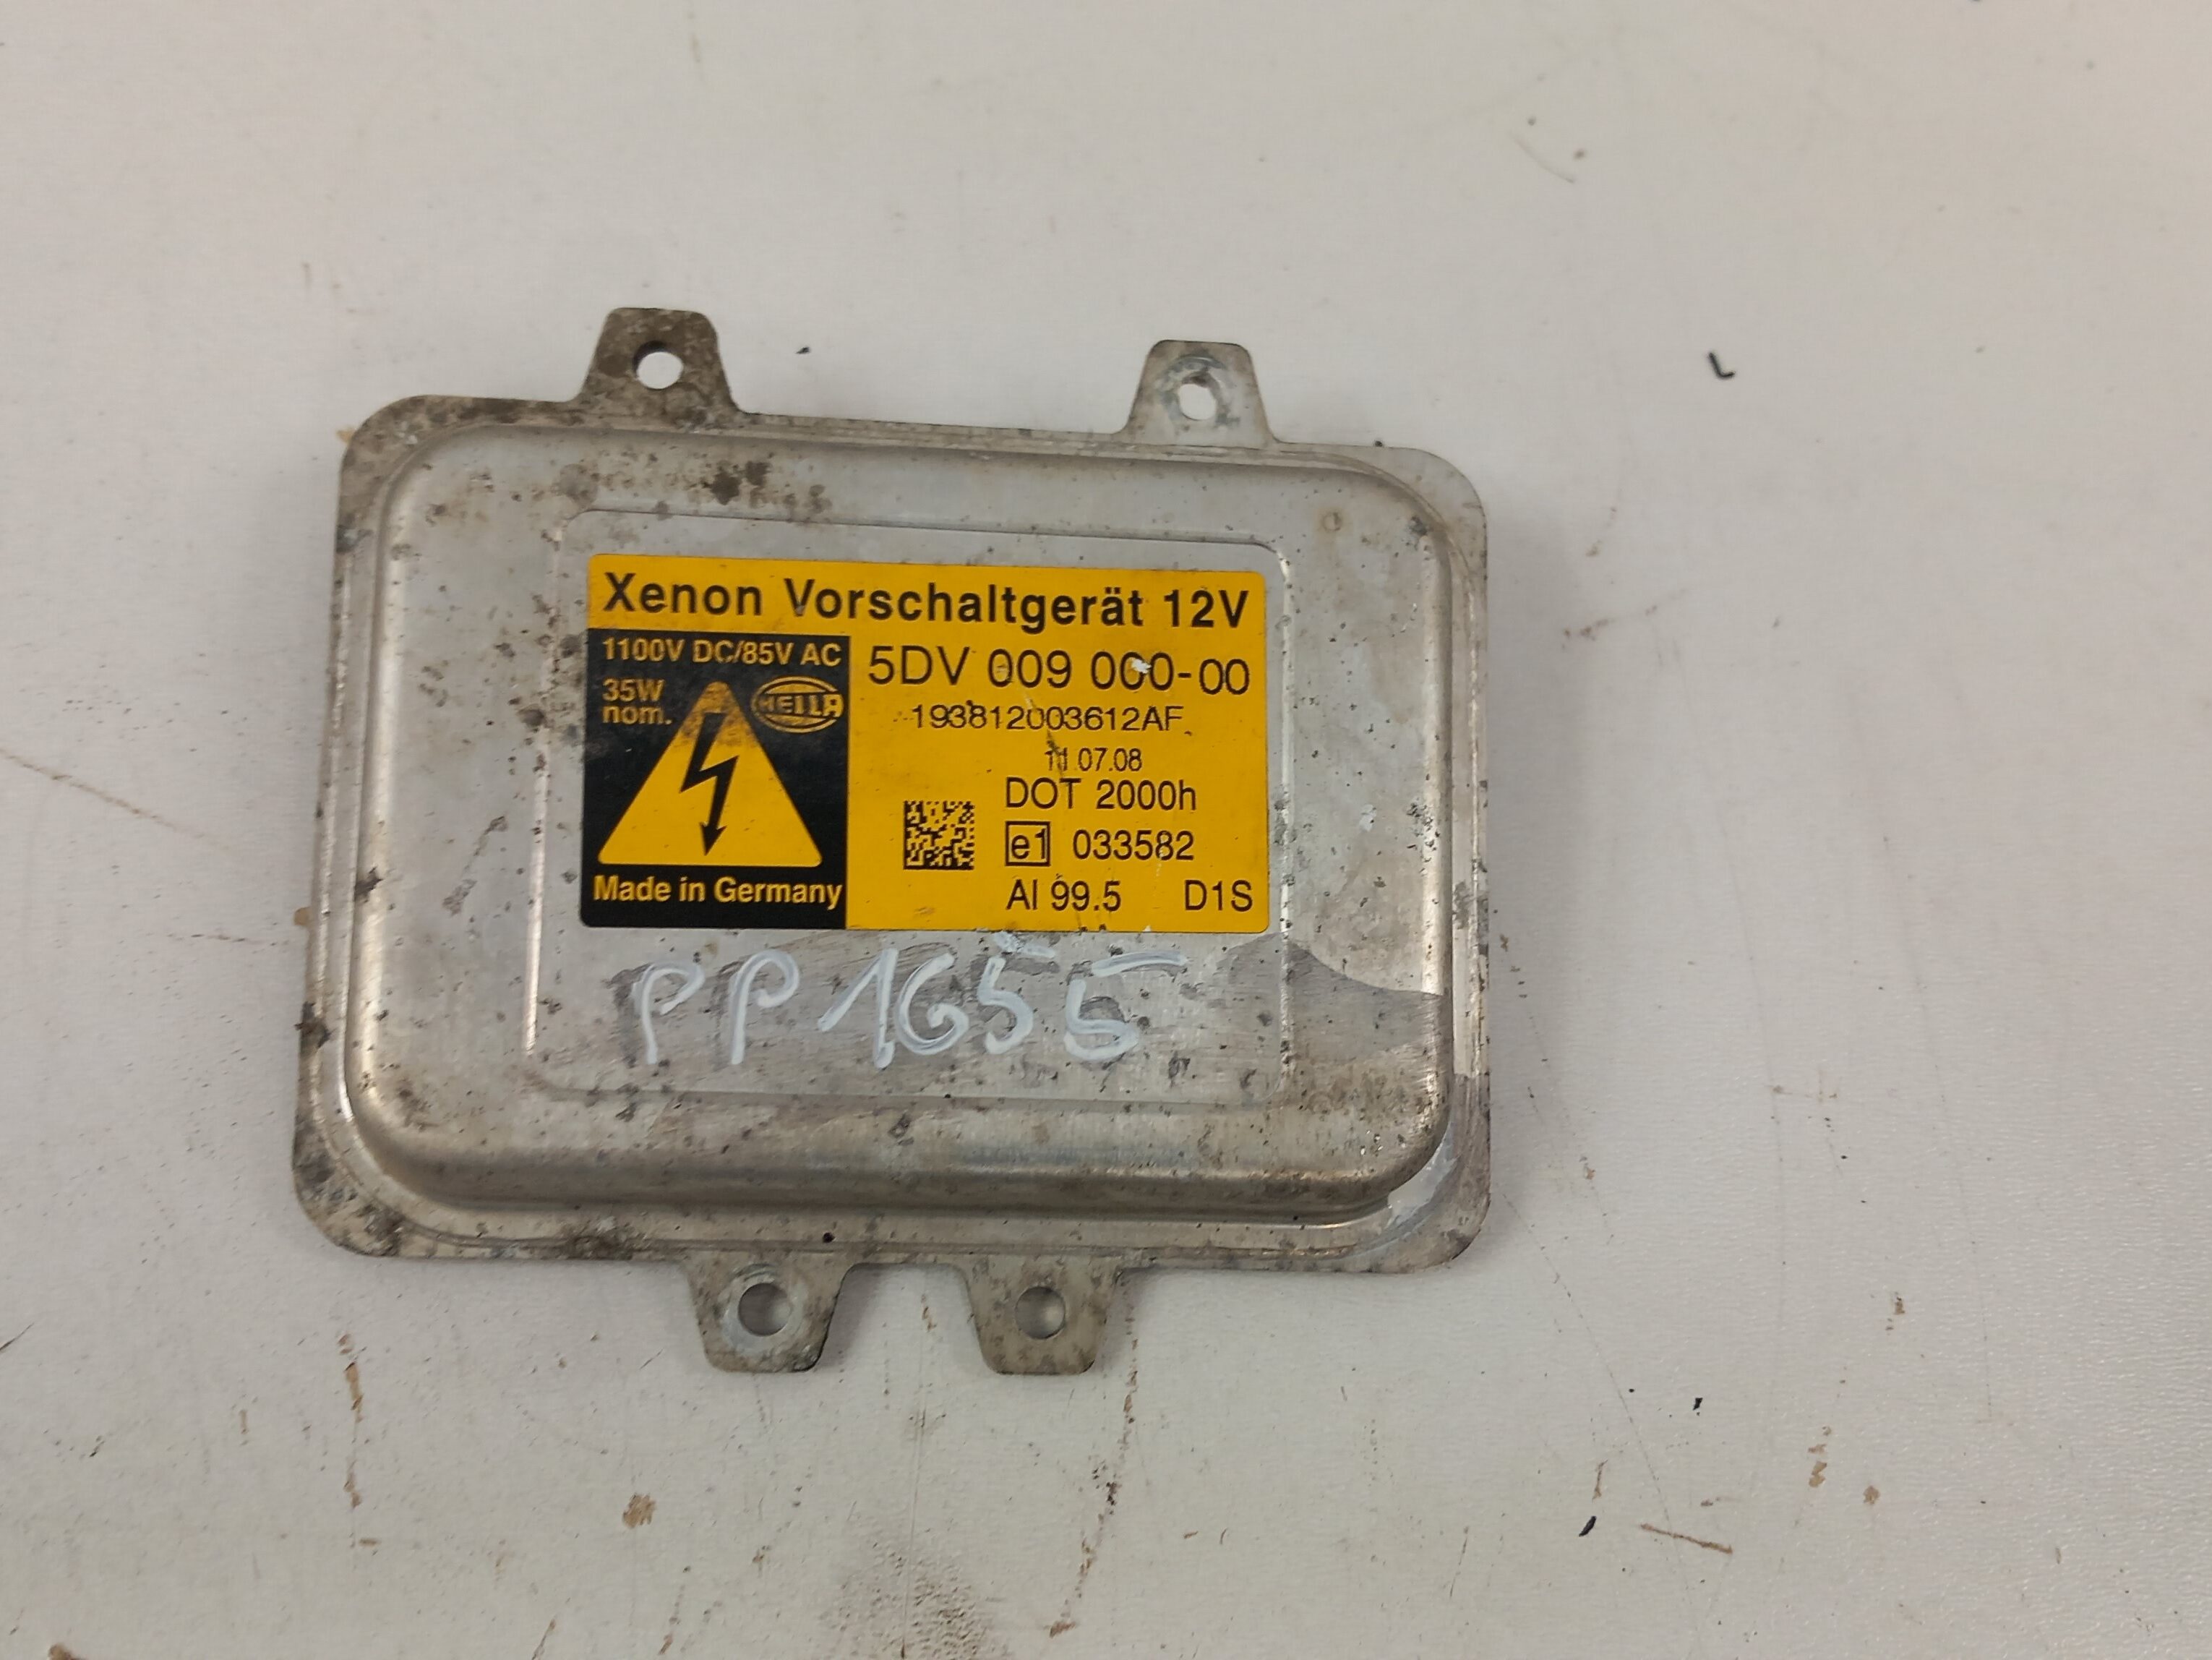 Xenon Vorschaltgerät 12V
1100V DC/85V AC
35W
nom.
HELLA
Made in Germany
5DV 009 000-00
193812003612AF
11.07.08
DOT 2000h
e1 033582
Al 99.5 D1S
PP1655